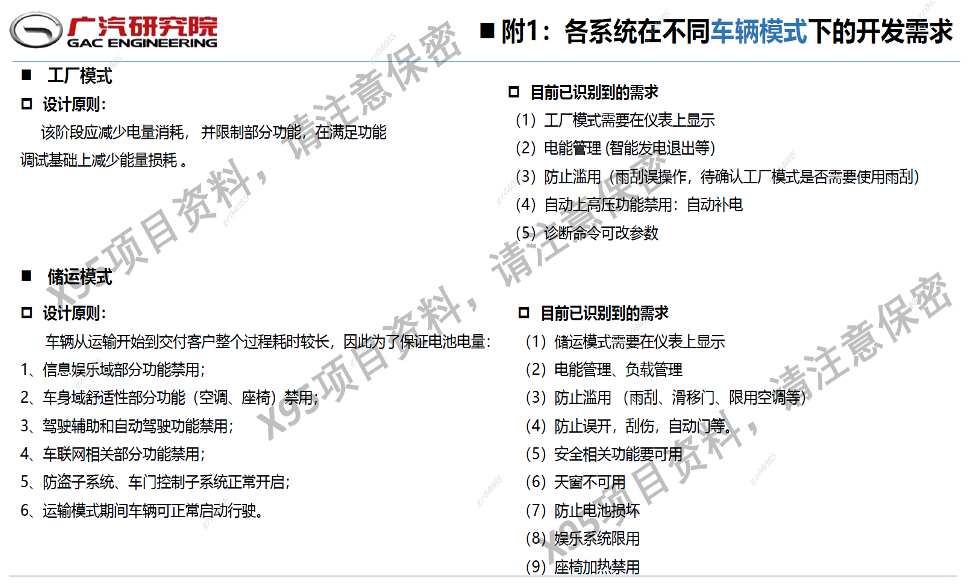 广汽研究院
GAC ENGINEERING
■ 附1：各系统在不同车辆模式下的开发需求
■ 工厂模式
设计原则：
该阶段应减少电量消耗， 并限制部分功能，在满足功能
调试基础上减少能量损耗 。
目前已识别到的需求
（1）工厂模式需要在仪表上显示
（2）电能管理 (智能发电退出等）
（3）防止滥用（雨刮误操作，待确认工厂模式是否需要使用雨刮）
（4）自动上高压功能禁用：自动补电
（5）诊断命令可改参数
■ 储运模式
设计原则：
车辆从运输开始到交付客户整个过程耗时较长，因此为了保证电池电量：
1、信息娱乐域部分功能禁用；
2、车身域舒适性部分功能（空调、座椅）禁用；
3、驾驶辅助和自动驾驶功能禁用；
4、车联网相关部分功能禁用；
5、防盗子系统、车门控制子系统正常开启；
6、运输模式期间车辆可正常启动行驶。
目前已识别到的需求
（1）储运模式需要在仪表上显示
（2）电能管理、负载管理
（3）防止滥用 （雨刮、滑移门、限用空调等）
（4）防止误开，刮伤，自动门等。
（5）安全相关功能要可用
（6）天窗不可用
（7）防止电池损坏
（8）娱乐系统限用
（9）座椅加热禁用
X95项目资料，请注意保密
X95项目资料，请注意保密
X95项目资料，请注意保密